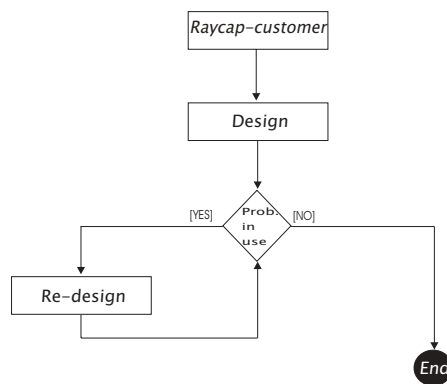 Raycap-customer
Design
[YES]
Prob.
in
use
[NO]
Re-design
End